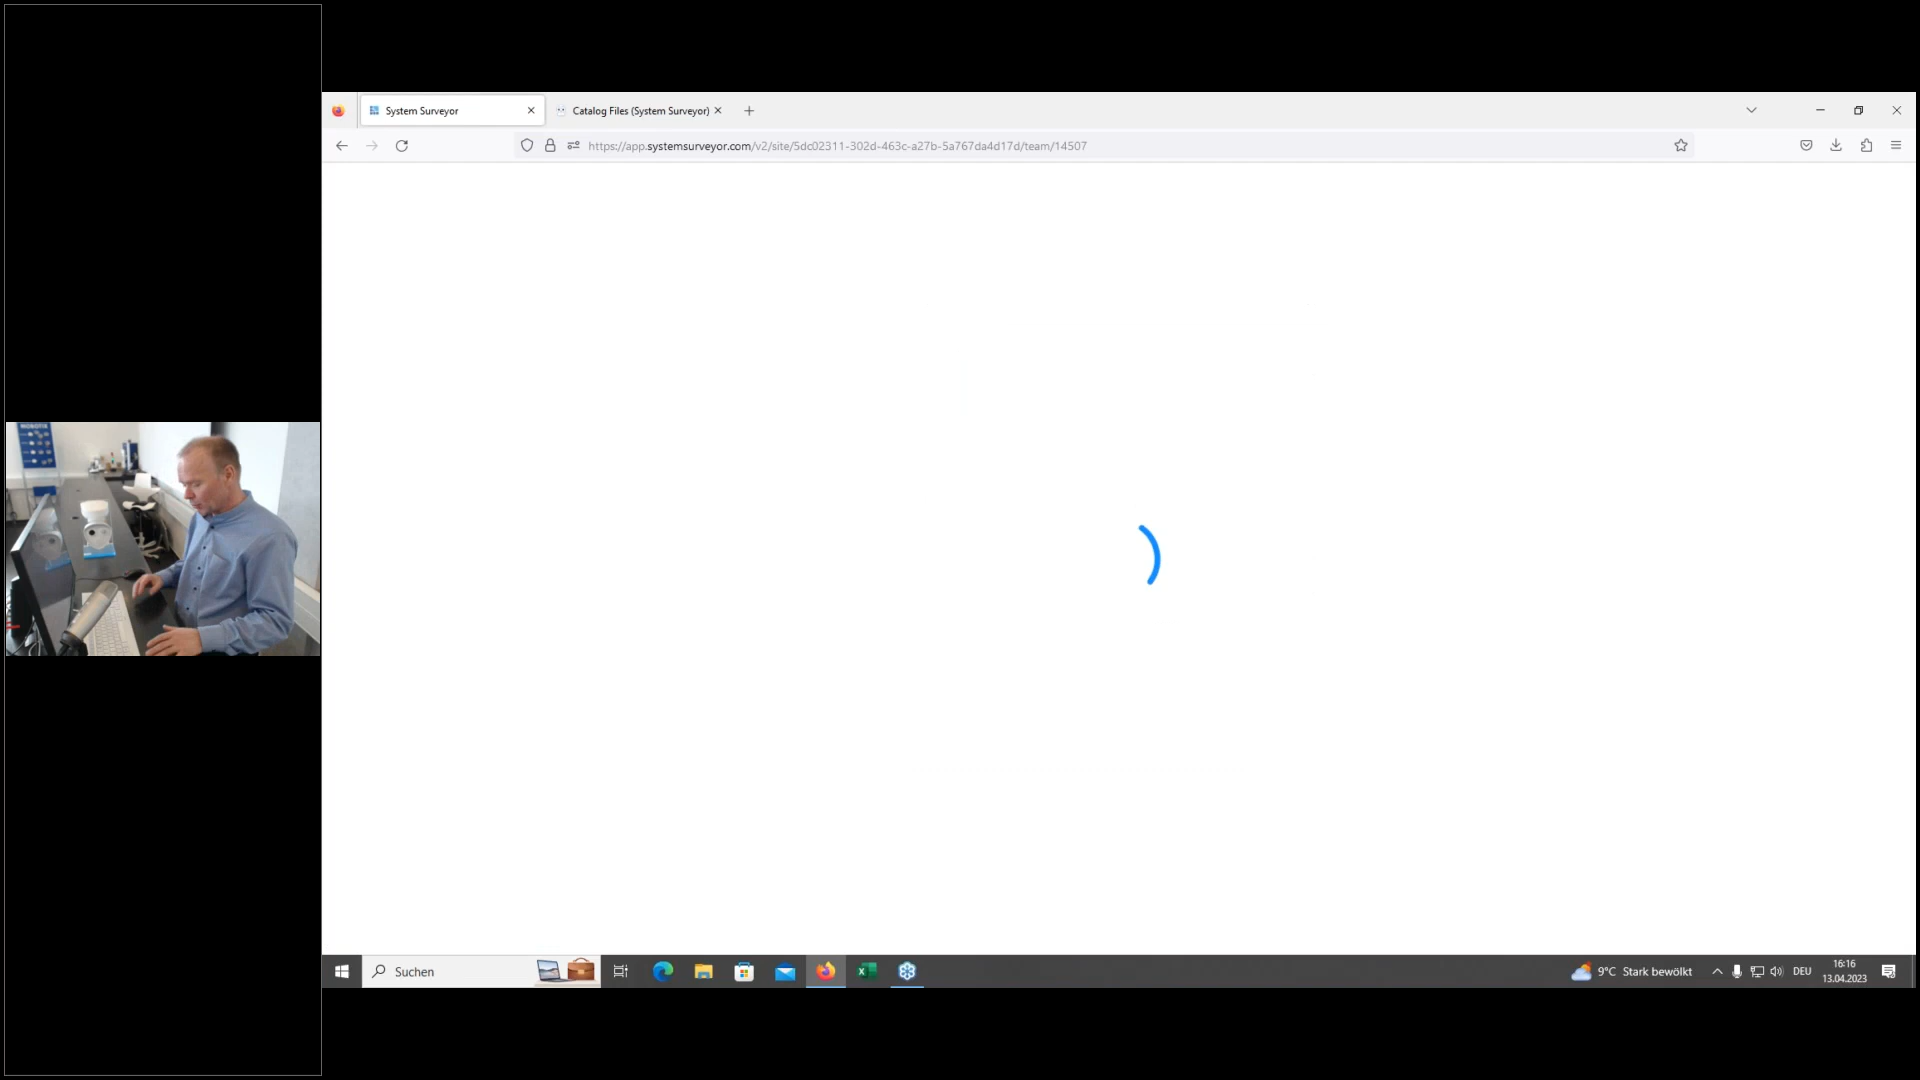 MOBOTIX
System Surveyor
Catalog Files (System Surveyor)
https://app.systemsurveyor.com/v2/site/5dc02311-302d-463c-a27b-5a767da4d17d/team/14507
Suchen
9°C Stark bewölkt
DEU
16:16
13.04.2023